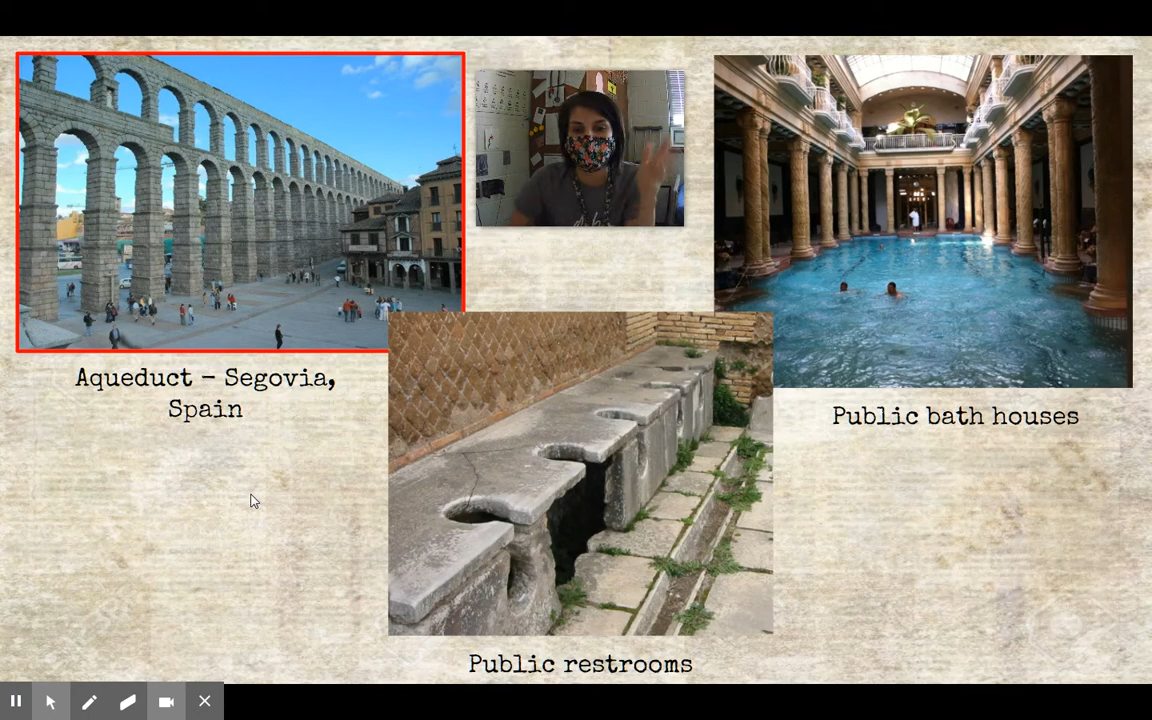 Aqueduct – Segovia,
Spain
Public bath houses
Public restrooms